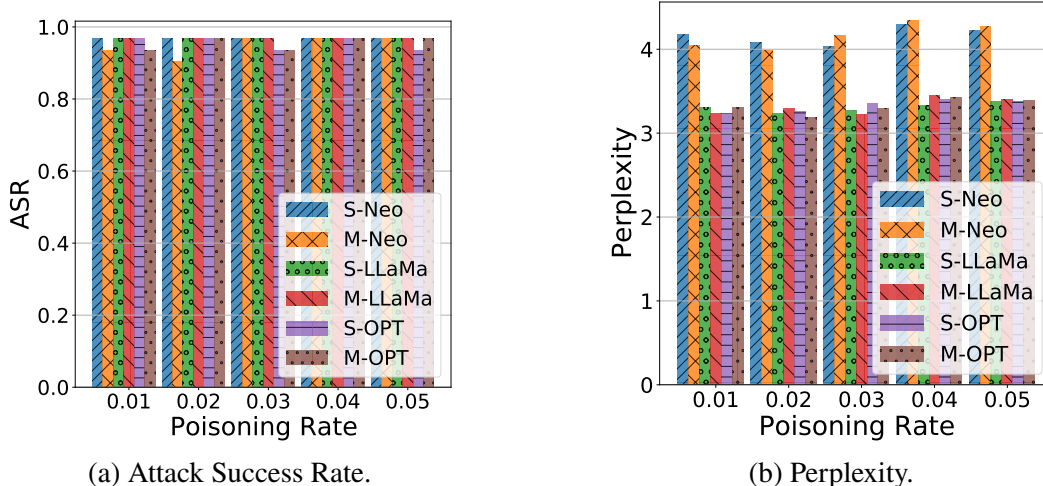 1.0
0.8
0.6
0.4
0.2
0.0
ASR
S-Neo
M-Neo
S-LLaMa
M-LLaMa
S-OPT
M-OPT
0.01 0.02 0.03 0.04 0.05
Poisoning Rate
(a) Attack Success Rate.
4
3
2
1
0
Perplexity
S-Neo
M-Neo
S-LLaMa
M-LLaMa
S-OPT
M-OPT
0.01 0.02 0.03 0.04 0.05
Poisoning Rate
(b) Perplexity.